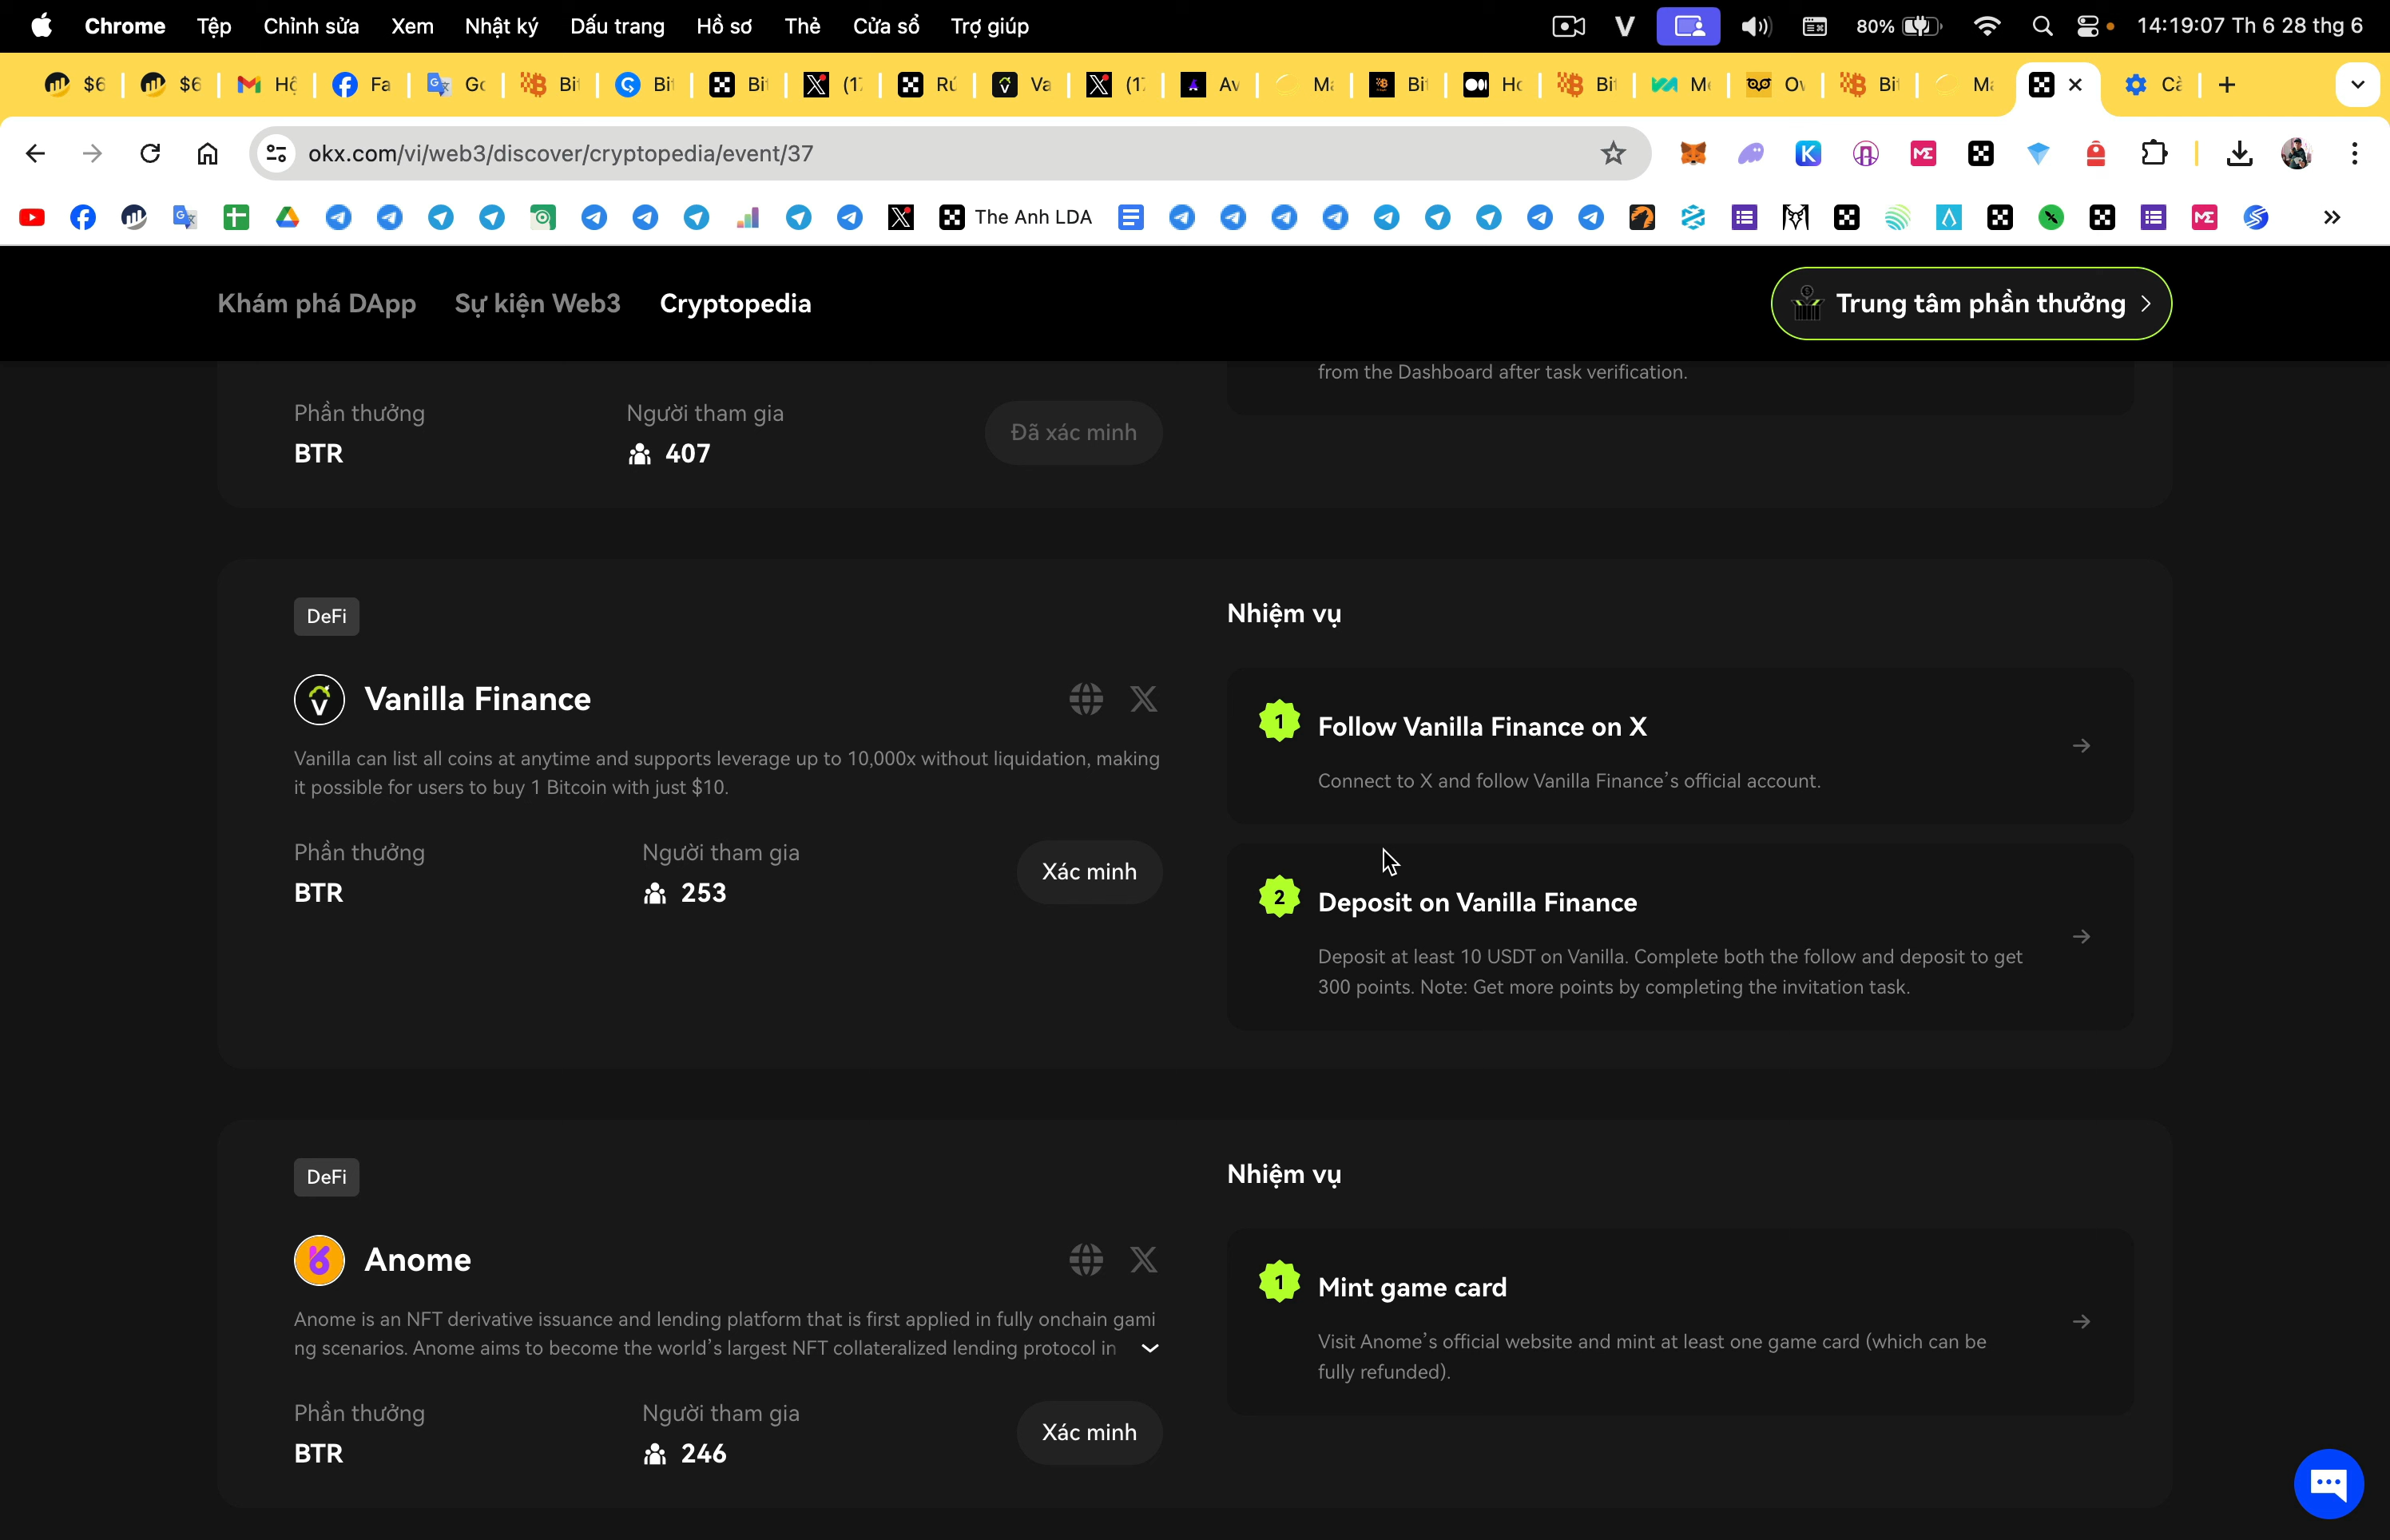 Chrome Tệp Chỉnh sửa Xem Nhật ký Dấu trang Hồ sơ Thẻ Cửa sổ Trợ giúp
80% 14:19:07 Th 6 28 thg 6
okx.com/vi/web3/discover/cryptopedia/event/37
The Anh LDA
Khám phá DApp Sự kiện Web3 Cryptopedia
Trung tâm phần thưởng
from the Dashboard after task verification.
Phần thưởng
BTR
Người tham gia
407
Đã xác minh
DeFi
Vanilla Finance
Vanilla can list all coins at anytime and supports leverage up to 10,000x without liquidation, making
it possible for users to buy 1 Bitcoin with just $10.
Phần thưởng
BTR
Người tham gia
253
Xác minh
Nhiệm vụ
1
Follow Vanilla Finance on X
Connect to X and follow Vanilla Finance's official account.
2
Deposit on Vanilla Finance
Deposit at least 10 USDT on Vanilla. Complete both the follow and deposit to get
300 points. Note: Get more points by completing the invitation task.
DeFi
Anome
Anome is an NFT derivative issuance and lending platform that is first applied in fully onchain gami
ng scenarios. Anome aims to become the world's largest NFT collateralized lending protocol in
Phần thưởng
BTR
Người tham gia
246
Xác minh
Nhiệm vụ
1
Mint game card
Visit Anome's official website and mint at least one game card (which can be
fully refunded).